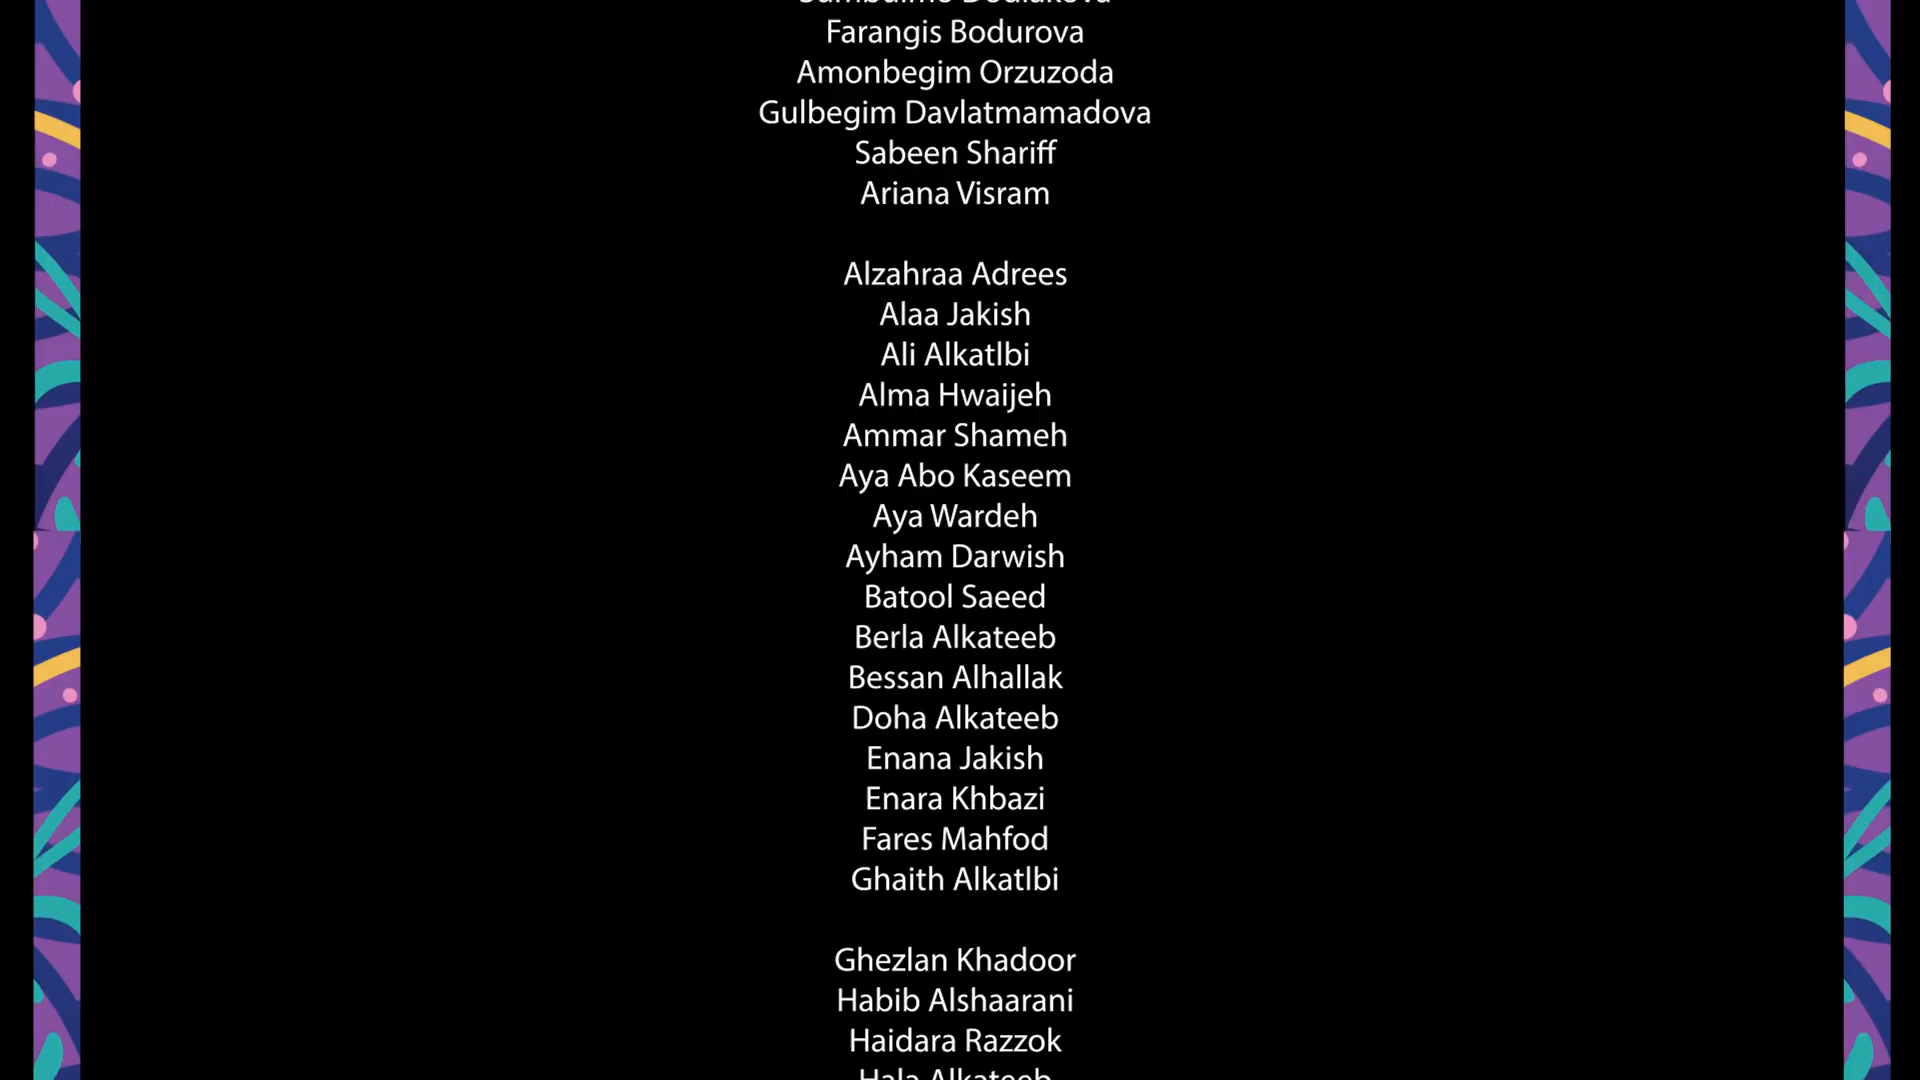 Farangis Bodurova
Amonbegim Orzuzoda
Gulbegim Davlatmamadova
Sabeen Shariff
Ariana Visram
Alzahraa Adrees
Alaa Jakish
Ali Alkatlbi
Alma Hwaijeh
Ammar Shameh
Aya Abo Kaseem
Aya Wardeh
Ayham Darwish
Batool Saeed
Berla Alkateeb
Bessan Alhallak
Doha Alkateeb
Enana Jakish
Enara Khbazi
Fares Mahfod
Ghaith Alkatlbi
Ghezlan Khadoor
Habib Alshaarani
Haidara Razzok
Hala Alkateeb